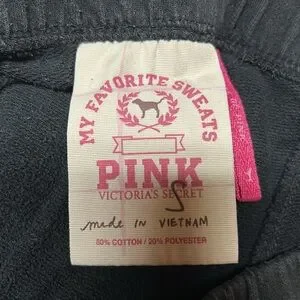 MY FAVORITE SWEATS
PINK
VICTORIA'S SECRET
S
made in VIETNAM
80% COTTON / 20% POLYESTER